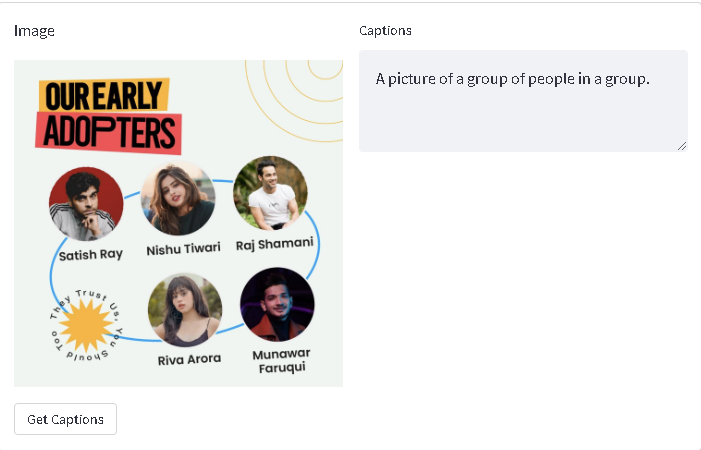 Image
Captions
A picture of a group of people in a group.
OUR EARLY
ADOPTERS
Satish Ray
Nishu Tiwari
Raj Shamani
They Trust Us, You Should Too
Riva Arora
Munawar
Faruqui
Get Captions